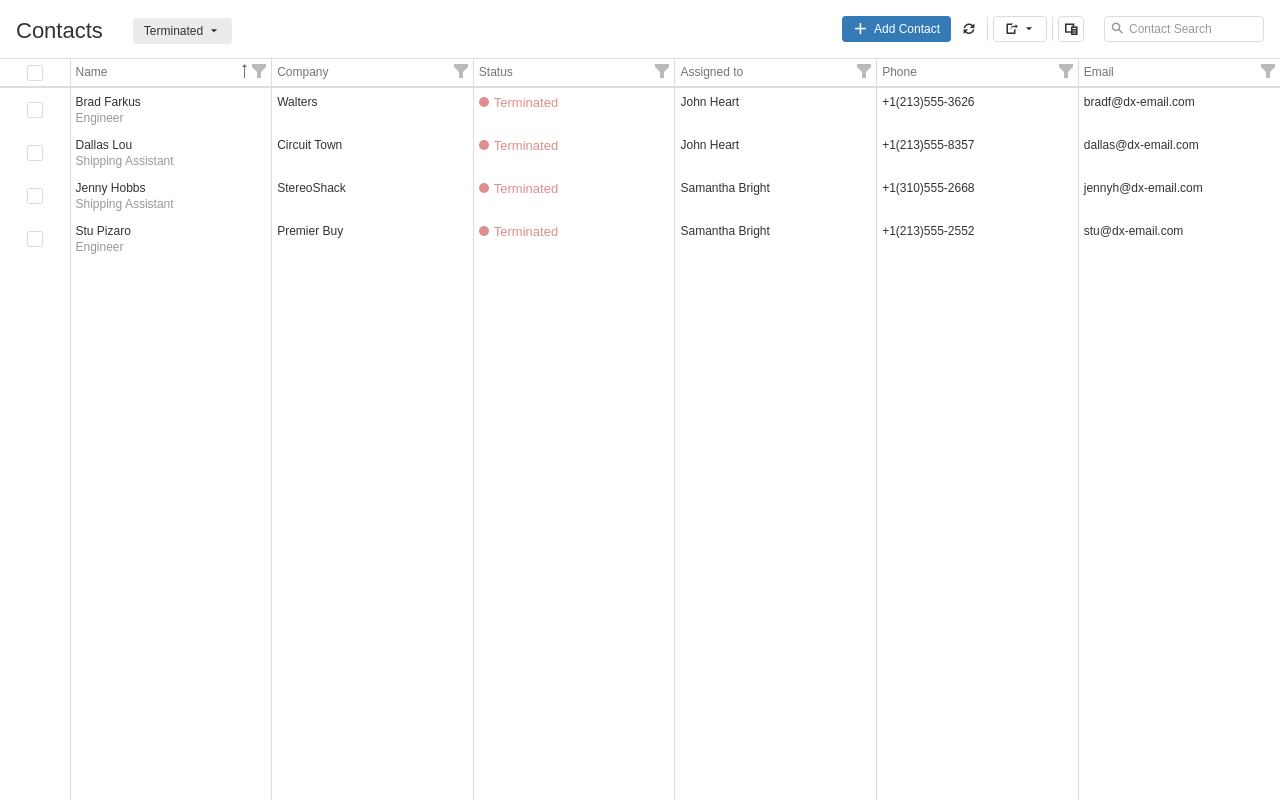 Contacts
Terminated
Add Contact
Contact Search
Name
Company
Status
Assigned to
Phone
Email
Brad Farkus
Engineer
Walters
Terminated
John Heart
+1(213)555-3626
bradf@dx-email.com
Dallas Lou
Shipping Assistant
Circuit Town
Terminated
John Heart
+1(213)555-8357
dallas@dx-email.com
Jenny Hobbs
Shipping Assistant
StereoShack
Terminated
Samantha Bright
+1(310)555-2668
jennyh@dx-email.com
Stu Pizaro
Engineer
Premier Buy
Terminated
Samantha Bright
+1(213)555-2552
stu@dx-email.com